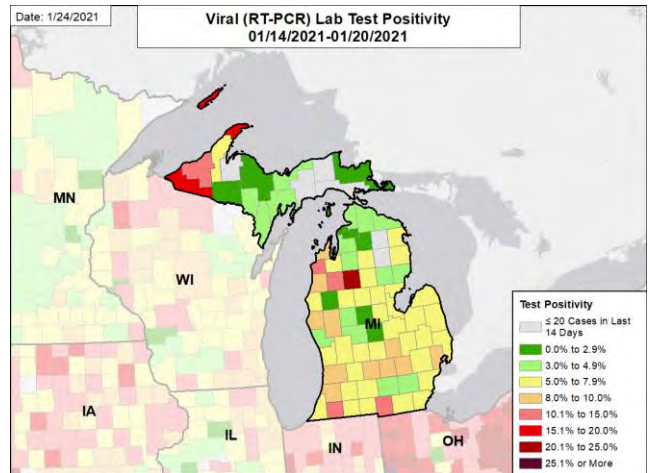 Date: 1/24/2021
Viral (RT-PCR) Lab Test Positivity
01/14/2021-01/20/2021
MN
WI
MI
IA
IL
IN
OH
Test Positivity
≤ 20 Cases in Last
14 Days
0.0% to 2.9%
3.0% to 4.9%
5.0% to 7.9%
8.0% to 10.0%
10.1% to 15.0%
15.1% to 20.0%
20.1% to 25.0%
25.1% or More